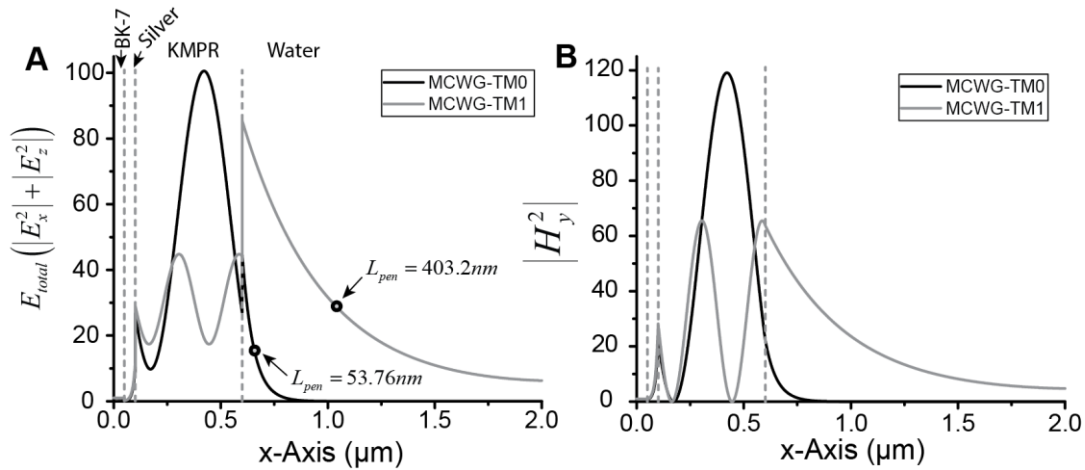 A
BK-7
Silver
KMPR
Water
MCWG-TM0
MCWG-TM1
100
80
60
40
20
0
E_total (|E_x^2| + |E_z^2|)
L_pen = 403.2nm
L_pen = 53.76nm
0.0 0.5 1.0 1.5 2.0
x-Axis (μm)
B
MCWG-TM0
MCWG-TM1
120
100
80
60
40
20
0
|H_y^2|
0.0 0.5 1.0 1.5 2.0
x-Axis (μm)